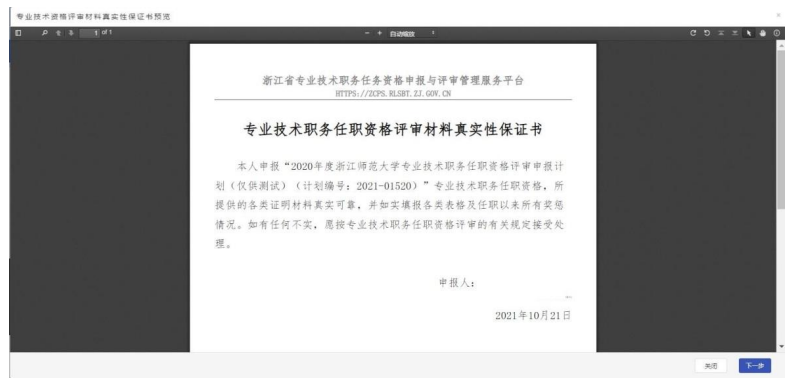 专业技术资格评审材料真实性保证书预览
1 of 1
自动缩放
浙江省专业技术职务任务资格申报与评审管理服务平台
HTTPS://ZCPS.RLSBT.ZJ.GOV.CN
专业技术职务任职资格评审材料真实性保证书
本人申报“2020年度浙江师范大学专业技术职务任职资格评审申报计
划（仅供测试）（计划编号：2021-01520）”专业技术职务任职资格，所
提供的各类证明材料真实可靠，并如实填报各类表格及任职以来所有奖惩
情况。如有任何不实，愿按专业技术职务任职资格评审的有关规定接受处
理。
申报人：
2021年10月21日
关闭
下一步